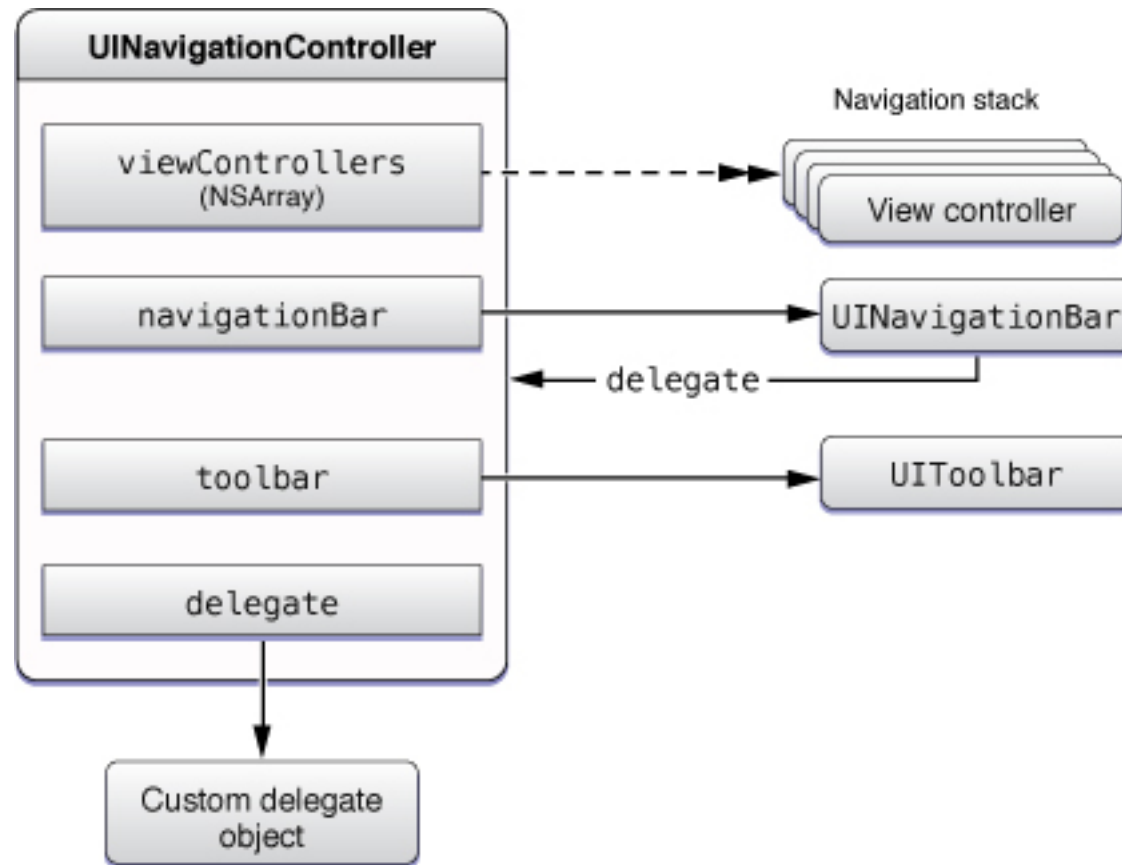 UINavigationController
Navigation stack
viewControllers
(NSArray)
View controller
navigationBar
UINavigationBar
delegate
toolbar
UIToolbar
delegate
Custom delegate
object